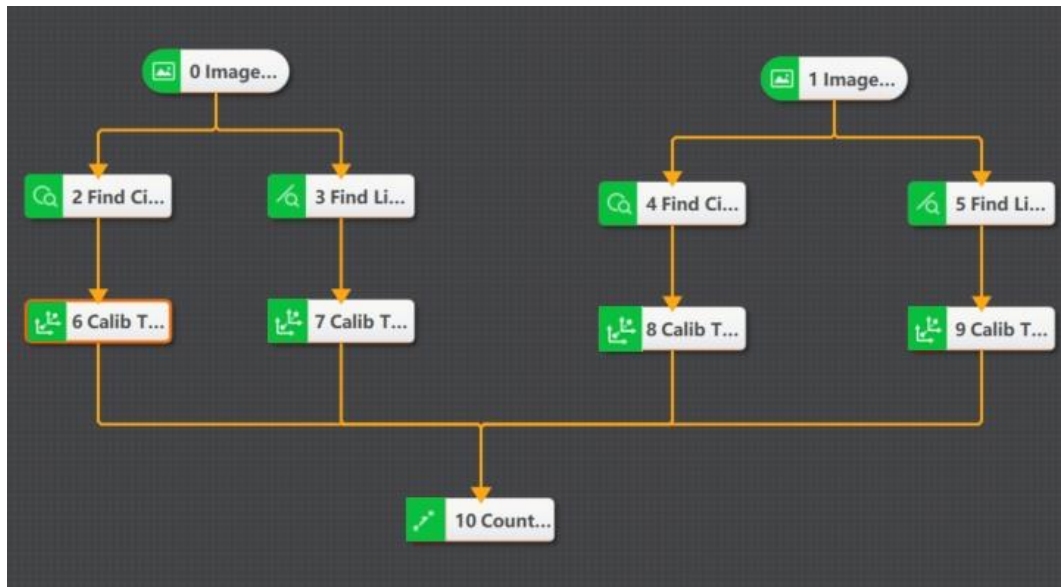 0 Image...
1 Image...
2 Find Ci...
3 Find Li...
4 Find Ci...
5 Find Li...
6 Calib T...
7 Calib T...
8 Calib T...
9 Calib T...
10 Count...